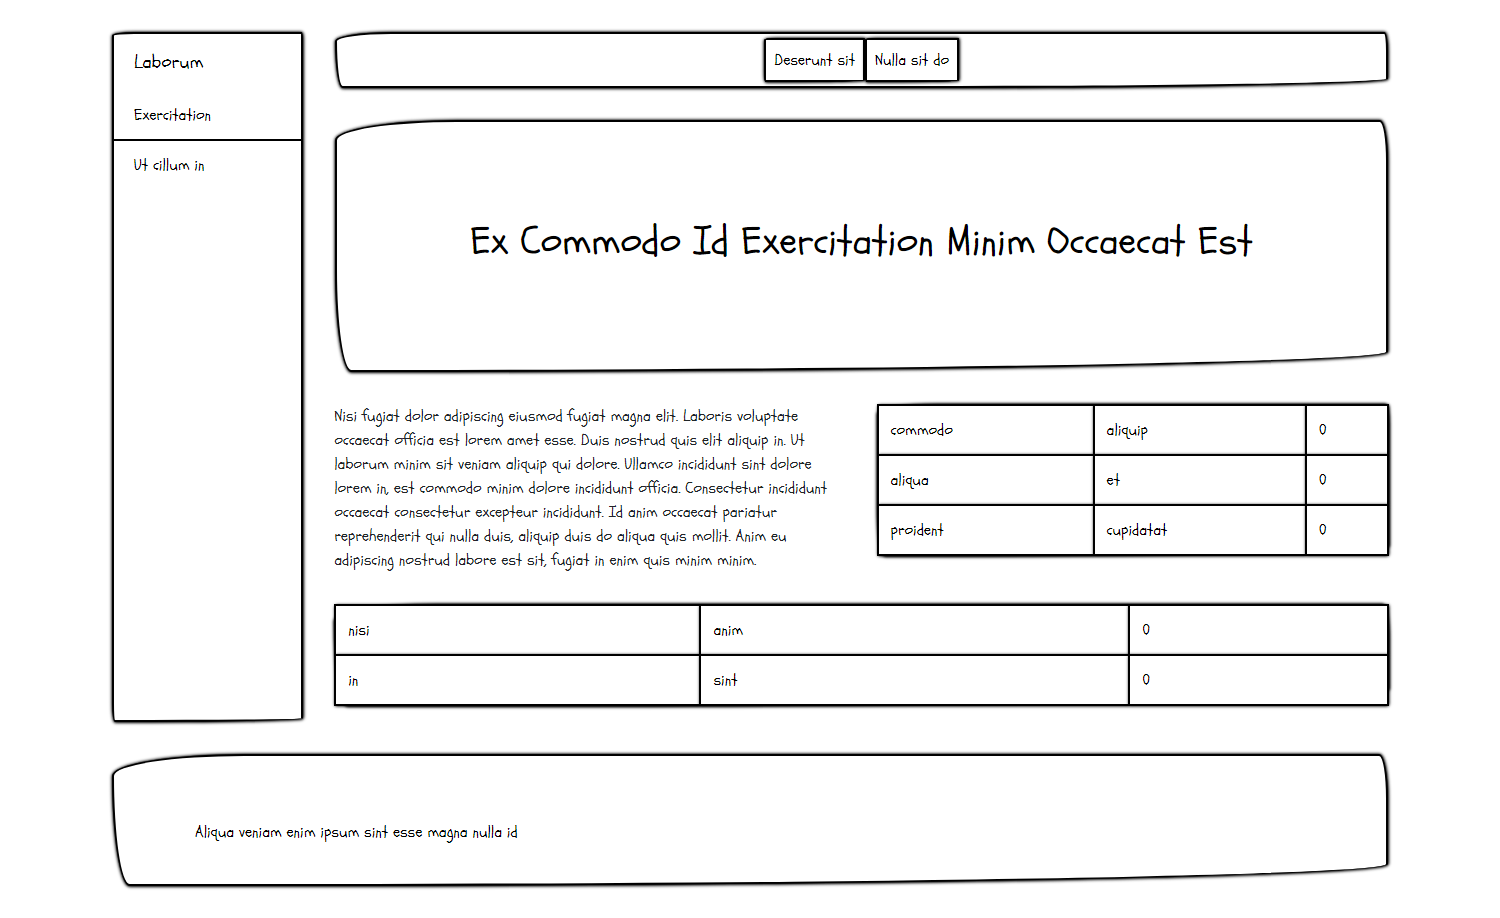 Laborum
Exercitation
Ut cillum in
Deserunt sit
Nulla sit do
Ex Commodo Id Exercitation Minim Occaecat Est
Nisi fugiat dolor adipiscing eiusmod fugiat magna elit. Laboris voluptate
occaecat officia est lorem amet esse. Duis nostrud quis elit aliquip in. Ut
laborum minim sit veniam aliquip qui dolore. Ullamco incididunt sint dolore
lorem in, est commodo minim dolore incididunt officia. Consectetur incididunt
occaecat consectetur excepteur incididunt. Id anim occaecat pariatur
reprehenderit qui nulla duis, aliquip duis do aliqua quis mollit. Anim eu
adipiscing nostrud labore est sit, fugiat in enim quis minim minim.
commodo aliquip 0
aliqua et 0
proident cupidatat 0
nisi anim 0
in sint 0
Aliqua veniam enim ipsum sint esse magna nulla id